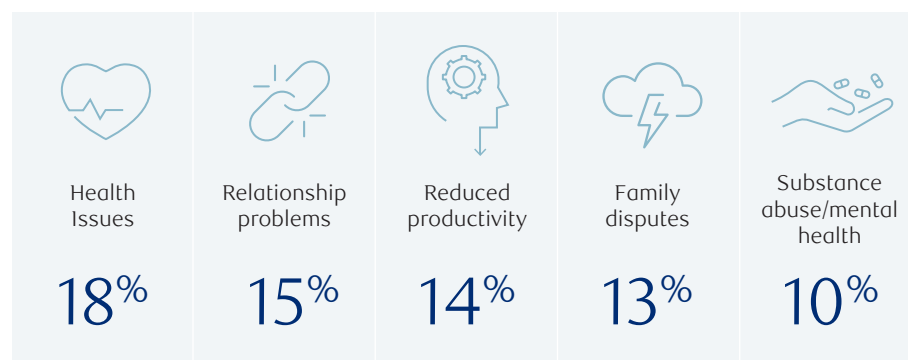 Health
Issues
18%
Relationship
problems
15%
Reduced
productivity
14%
Family
disputes
13%
Substance
abuse/mental
health
10%